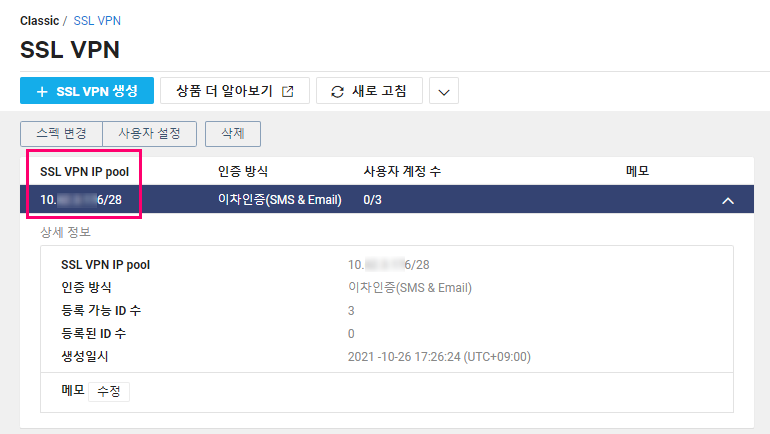 Classic / SSL VPN
SSL VPN
+ SSL VPN 생성 상품 더 알아보기 새로 고침
스펙 변경 사용자 설정 삭제
SSL VPN IP pool 인증 방식 사용자 계정 수 메모
10. 6/28 이차인증(SMS & Email) 0/3
상세 정보
SSL VPN IP pool 10. 6/28
인증 방식 이차인증(SMS & Email)
등록 가능 ID 수 3
등록된 ID 수 0
생성일시 2021 -10-26 17:26:24 (UTC+09:00)
메모 수정